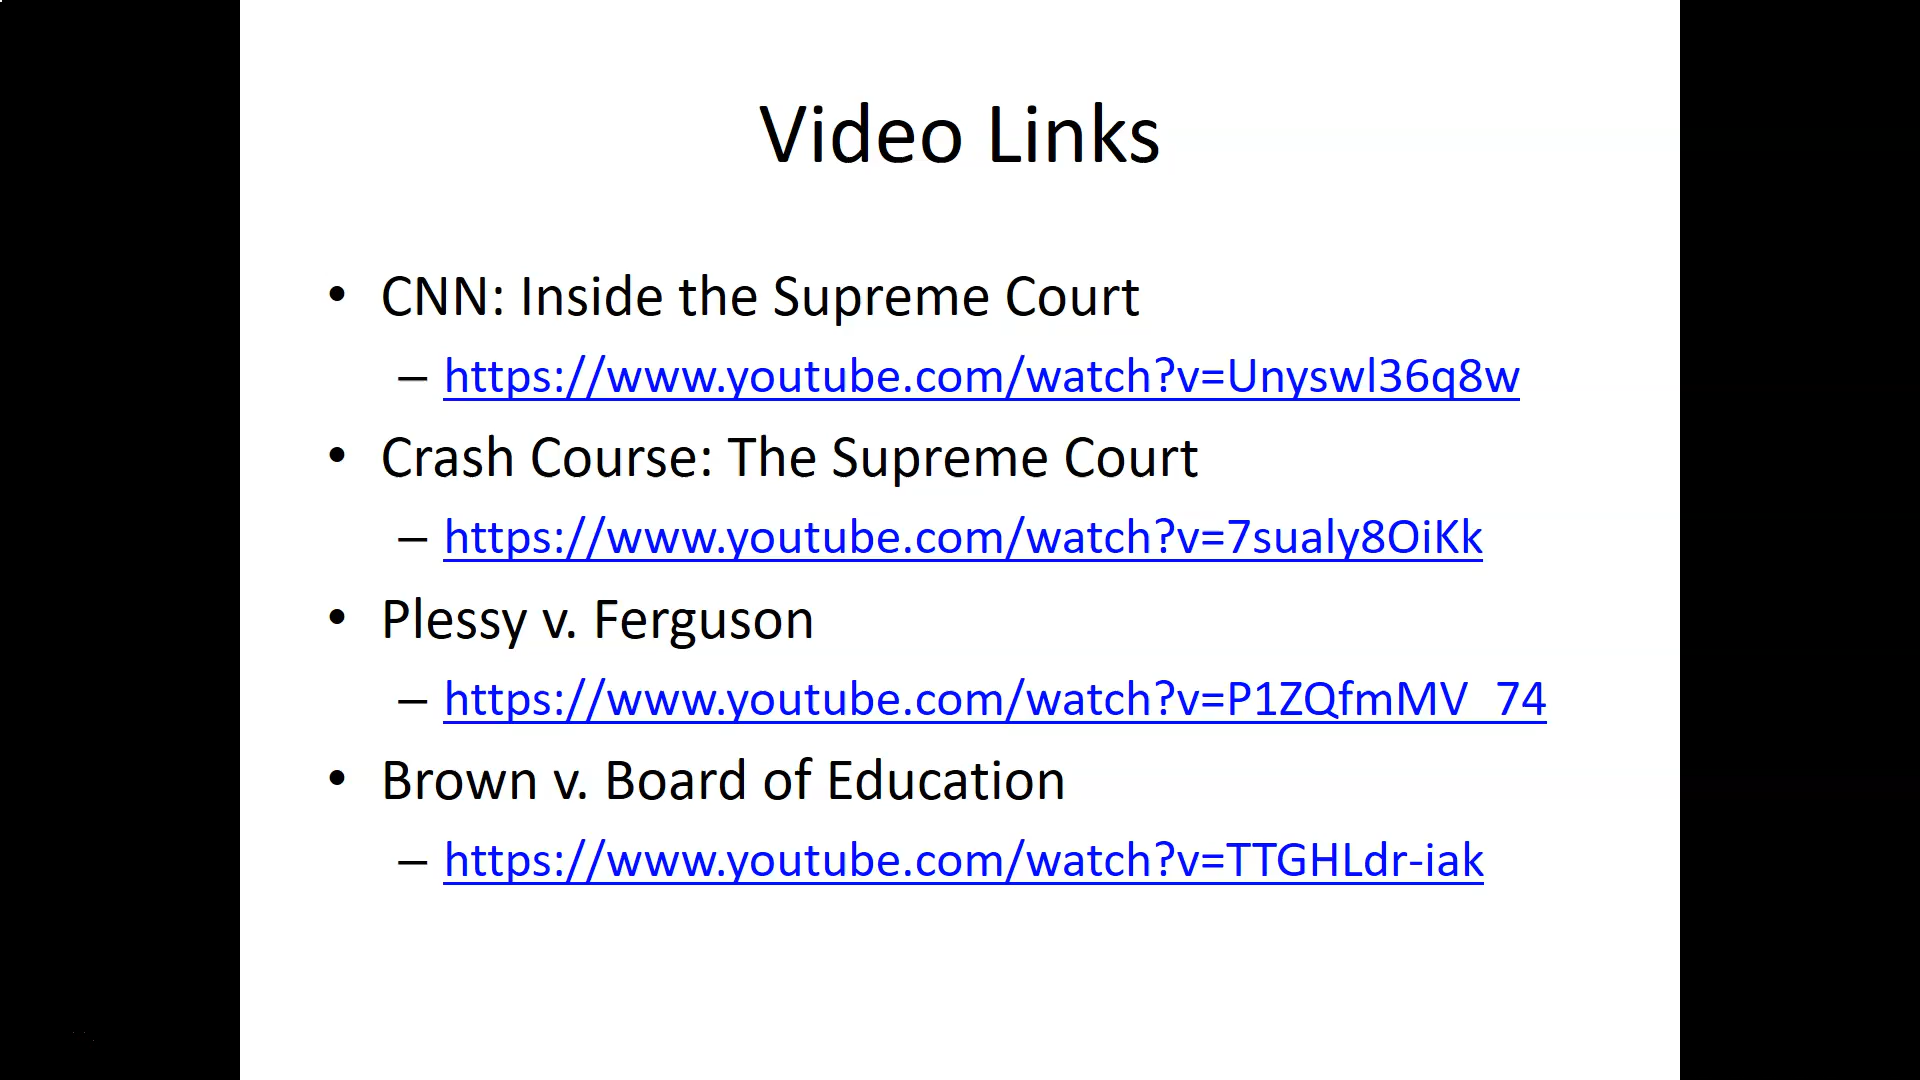 Video Links
• CNN: Inside the Supreme Court
– https://www.youtube.com/watch?v=Unyswl36q8w
• Crash Course: The Supreme Court
– https://www.youtube.com/watch?v=7sualy8OiKk
• Plessy v. Ferguson
– https://www.youtube.com/watch?v=P1ZQfmMV_74
• Brown v. Board of Education
– https://www.youtube.com/watch?v=TTGHLdr-iak